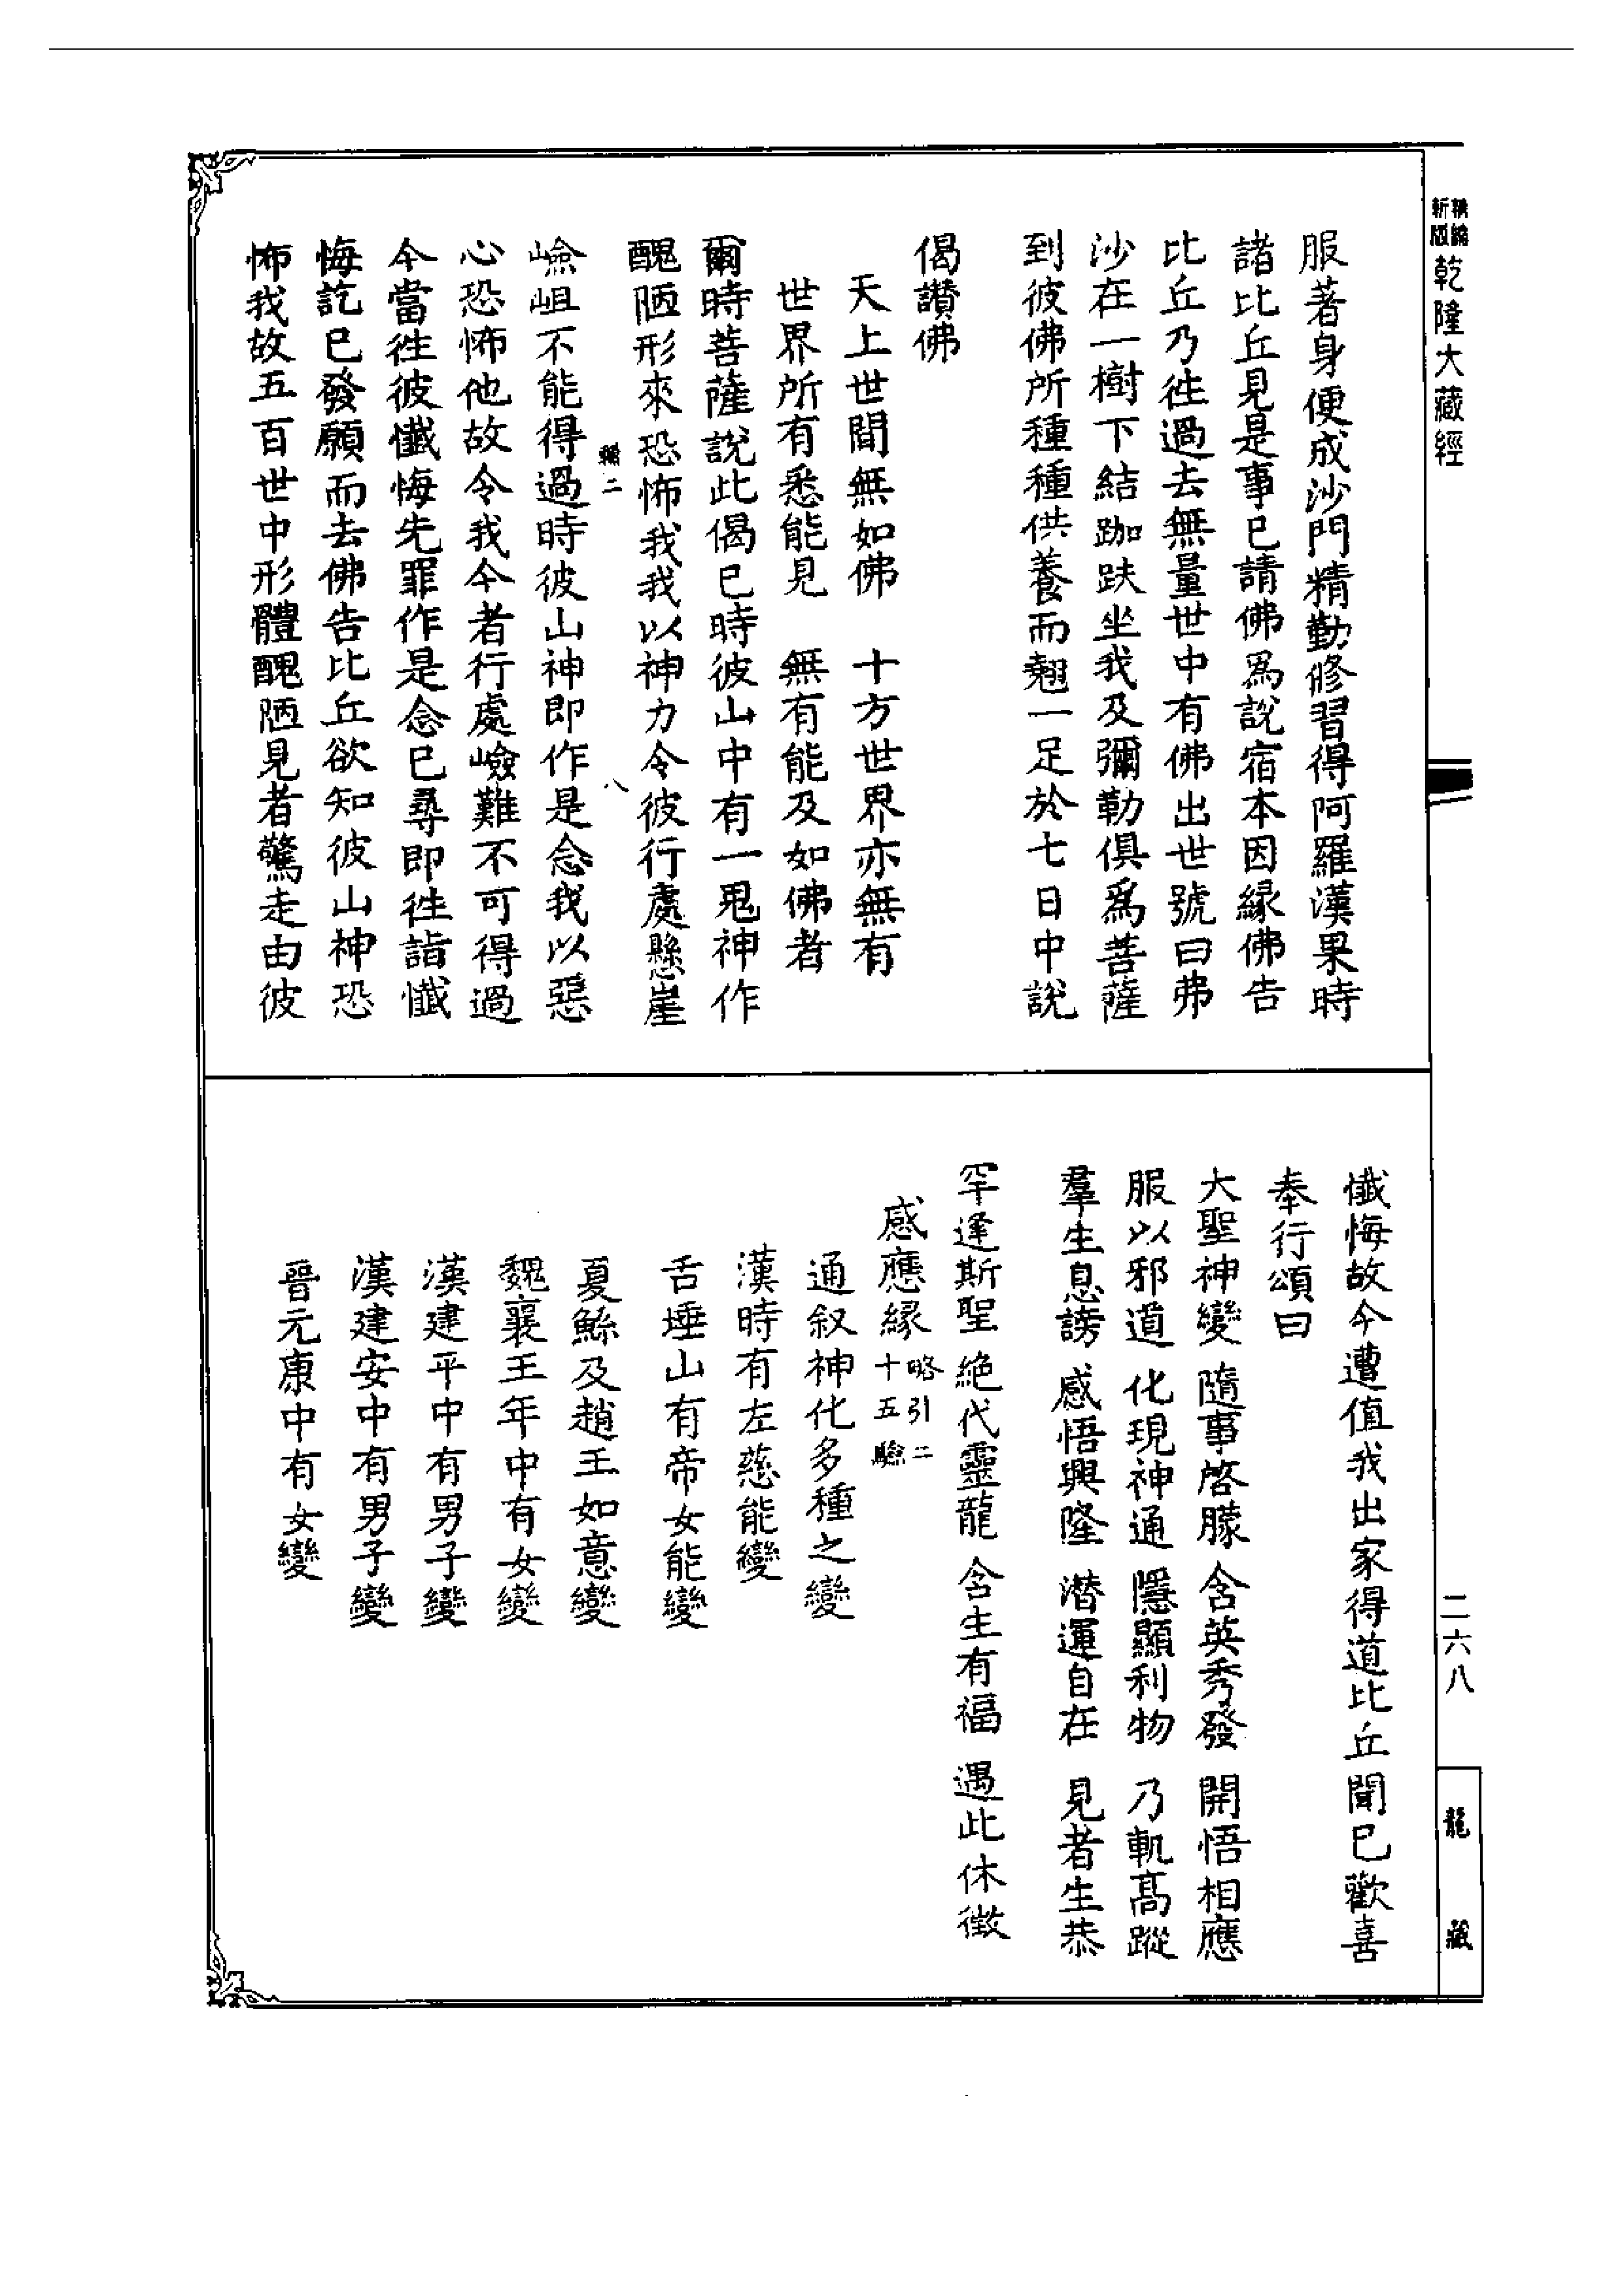 新編
新版
乾隆大藏經
服著身便成沙門精勤修習得阿羅漢果時
諸比丘見是事已請佛爲說宿本因緣佛告
比丘乃往過去無量世中有佛出世號曰弗
沙在一樹下結跏趺坐我及彌勒俱爲菩薩
到彼佛所種種供養而翹一足於七日中說
偈讚佛
天上世間無如佛 十方世界亦無有
世界所有悉能見 無有能及如佛者
爾時菩薩說此偈已時彼山中有一鬼神作
醜陋形來恐怖我我以神力令彼行處懸崖
二 八
嶮岨不能得過時彼山神即作是念我以惡
心恐怖他故令我今者行處嶮難不可得過
今當往彼懺悔先罪作是念已尋即往詣懺
悔訖已發願而去佛告比丘欲知彼山神恐
怖我故五百世中形體醜陋見者驚走由彼
懺悔故今遭值我出家得道比丘聞已歡喜
奉行頌曰
大聖神變 隨事啓朦 含英秀發 開悟相應
服以邪道 化現神通 隱顯利物 乃軌高蹤
羣生息謗 感悟興隆 潜運自在 見者生恭
罕逢斯聖 絶代靈龍 含生有福 遇此休徵
感應緣 略引二十五驗
通叙神化多種之變
漢時有左慈能變
舌埵山有帝女能變
夏鯀及趙王如意變
魏襄王年中有女變
漢建平中有男子變
漢建安中有男子變
晉元康中有女變
二六八
龍藏